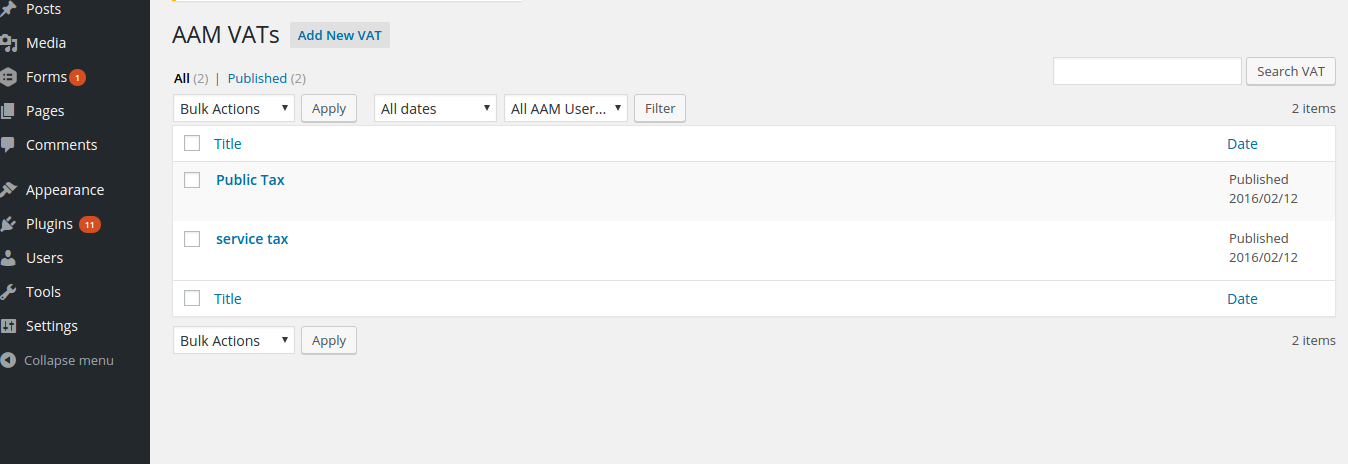 Posts
Media
Forms 1
Pages
Comments
Appearance
Plugins 11
Users
Tools
Settings
Collapse menu
AAM VATs Add New VAT
All (2) | Published (2)
Search VAT
Bulk Actions Apply All dates All AAM User... Filter 2 items
Title Date
Public Tax Published
2016/02/12
service tax Published
2016/02/12
Title Date
Bulk Actions Apply 2 items